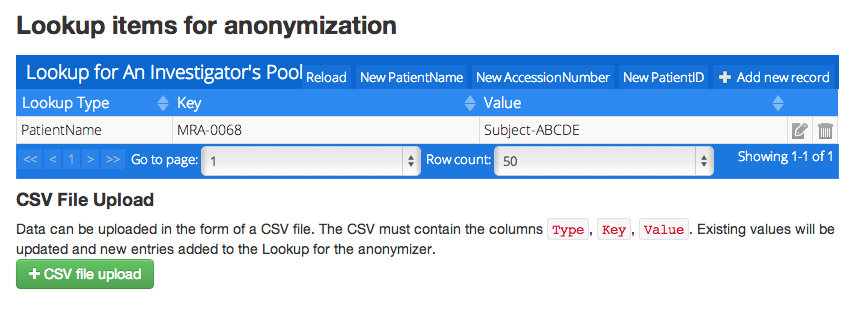 Lookup items for anonymization
Lookup for An Investigator's Pool Reload New PatientName New AccessionNumber New PatientID + Add new record
Lookup Type Key Value
PatientName MRA-0068 Subject-ABCDE
<< < 1 > >> Go to page: 1 Row count: 50 Showing 1-1 of 1
CSV File Upload
Data can be uploaded in the form of a CSV file. The CSV must contain the columns Type, Key, Value. Existing values will be
updated and new entries added to the Lookup for the anonymizer.
+ CSV file upload